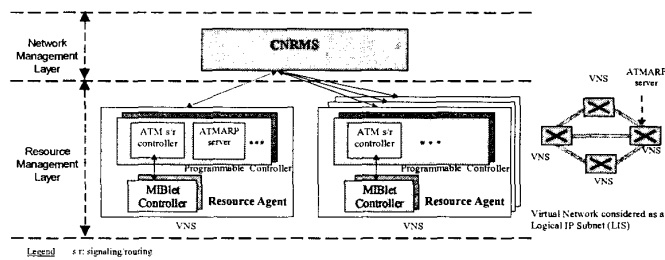 Network
Management
Layer
CNRMS
Resource
Management
Layer
ATM s/r
controller
ATMARP
server
•••
Programmable Controller
MIBlet
Controller
Resource Agent
VNS
ATM s/r
controller
•••
Programmable Controller
MIBlet
Controller
Resource Agent
VNS
VNS
ATMARP
server
VNS
VNS
VNS
Virtual Network considered as a
Logical IP Subnet (LIS)
Legend s r: signaling/routing